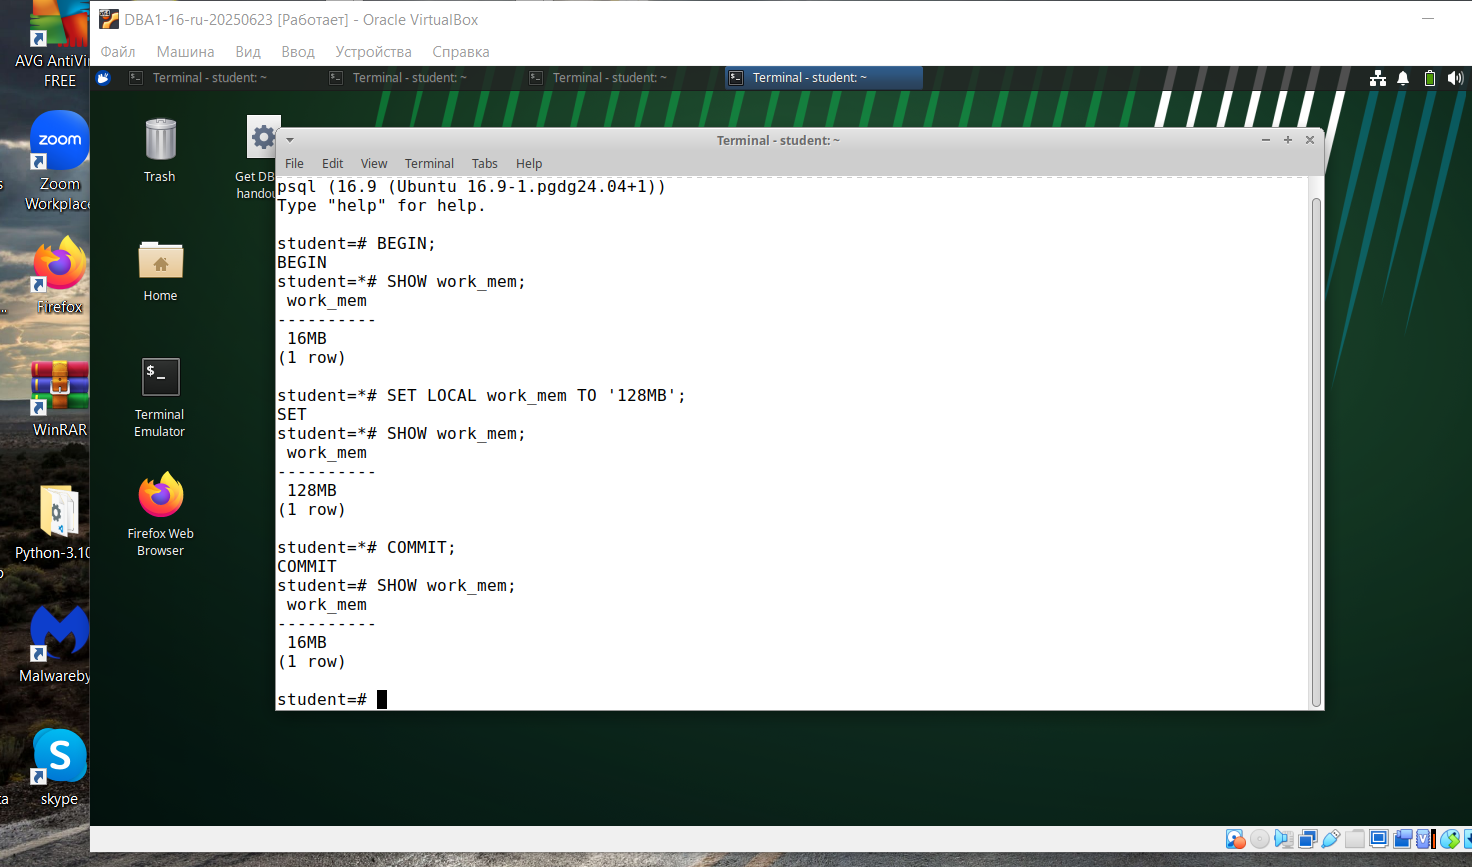 DBA1-16-ru-20250623 [Работает] - Oracle VirtualBox
Файл Машина Вид Ввод Устройства Справка
Terminal - student: ~ Terminal - student: ~ Terminal - student: ~ Terminal - student: ~
AVG AntiVi
FREE
zoom
Zoom
Workplace
Firefox
WinRAR
Python-3.10
Malwareby
S
skype
Trash
Get DB
handou
Home
$_
Terminal
Emulator
Firefox Web
Browser
Terminal - student: ~
File Edit View Terminal Tabs Help
psql (16.9 (Ubuntu 16.9-1.pgdg24.04+1))
Type "help" for help.
student=# BEGIN;
BEGIN
student=*# SHOW work_mem;
work_mem
----------
16MB
(1 row)
student=*# SET LOCAL work_mem TO '128MB';
SET
student=*# SHOW work_mem;
work_mem
----------
128MB
(1 row)
student=*# COMMIT;
COMMIT
student=# SHOW work_mem;
work_mem
----------
16MB
(1 row)
student=#